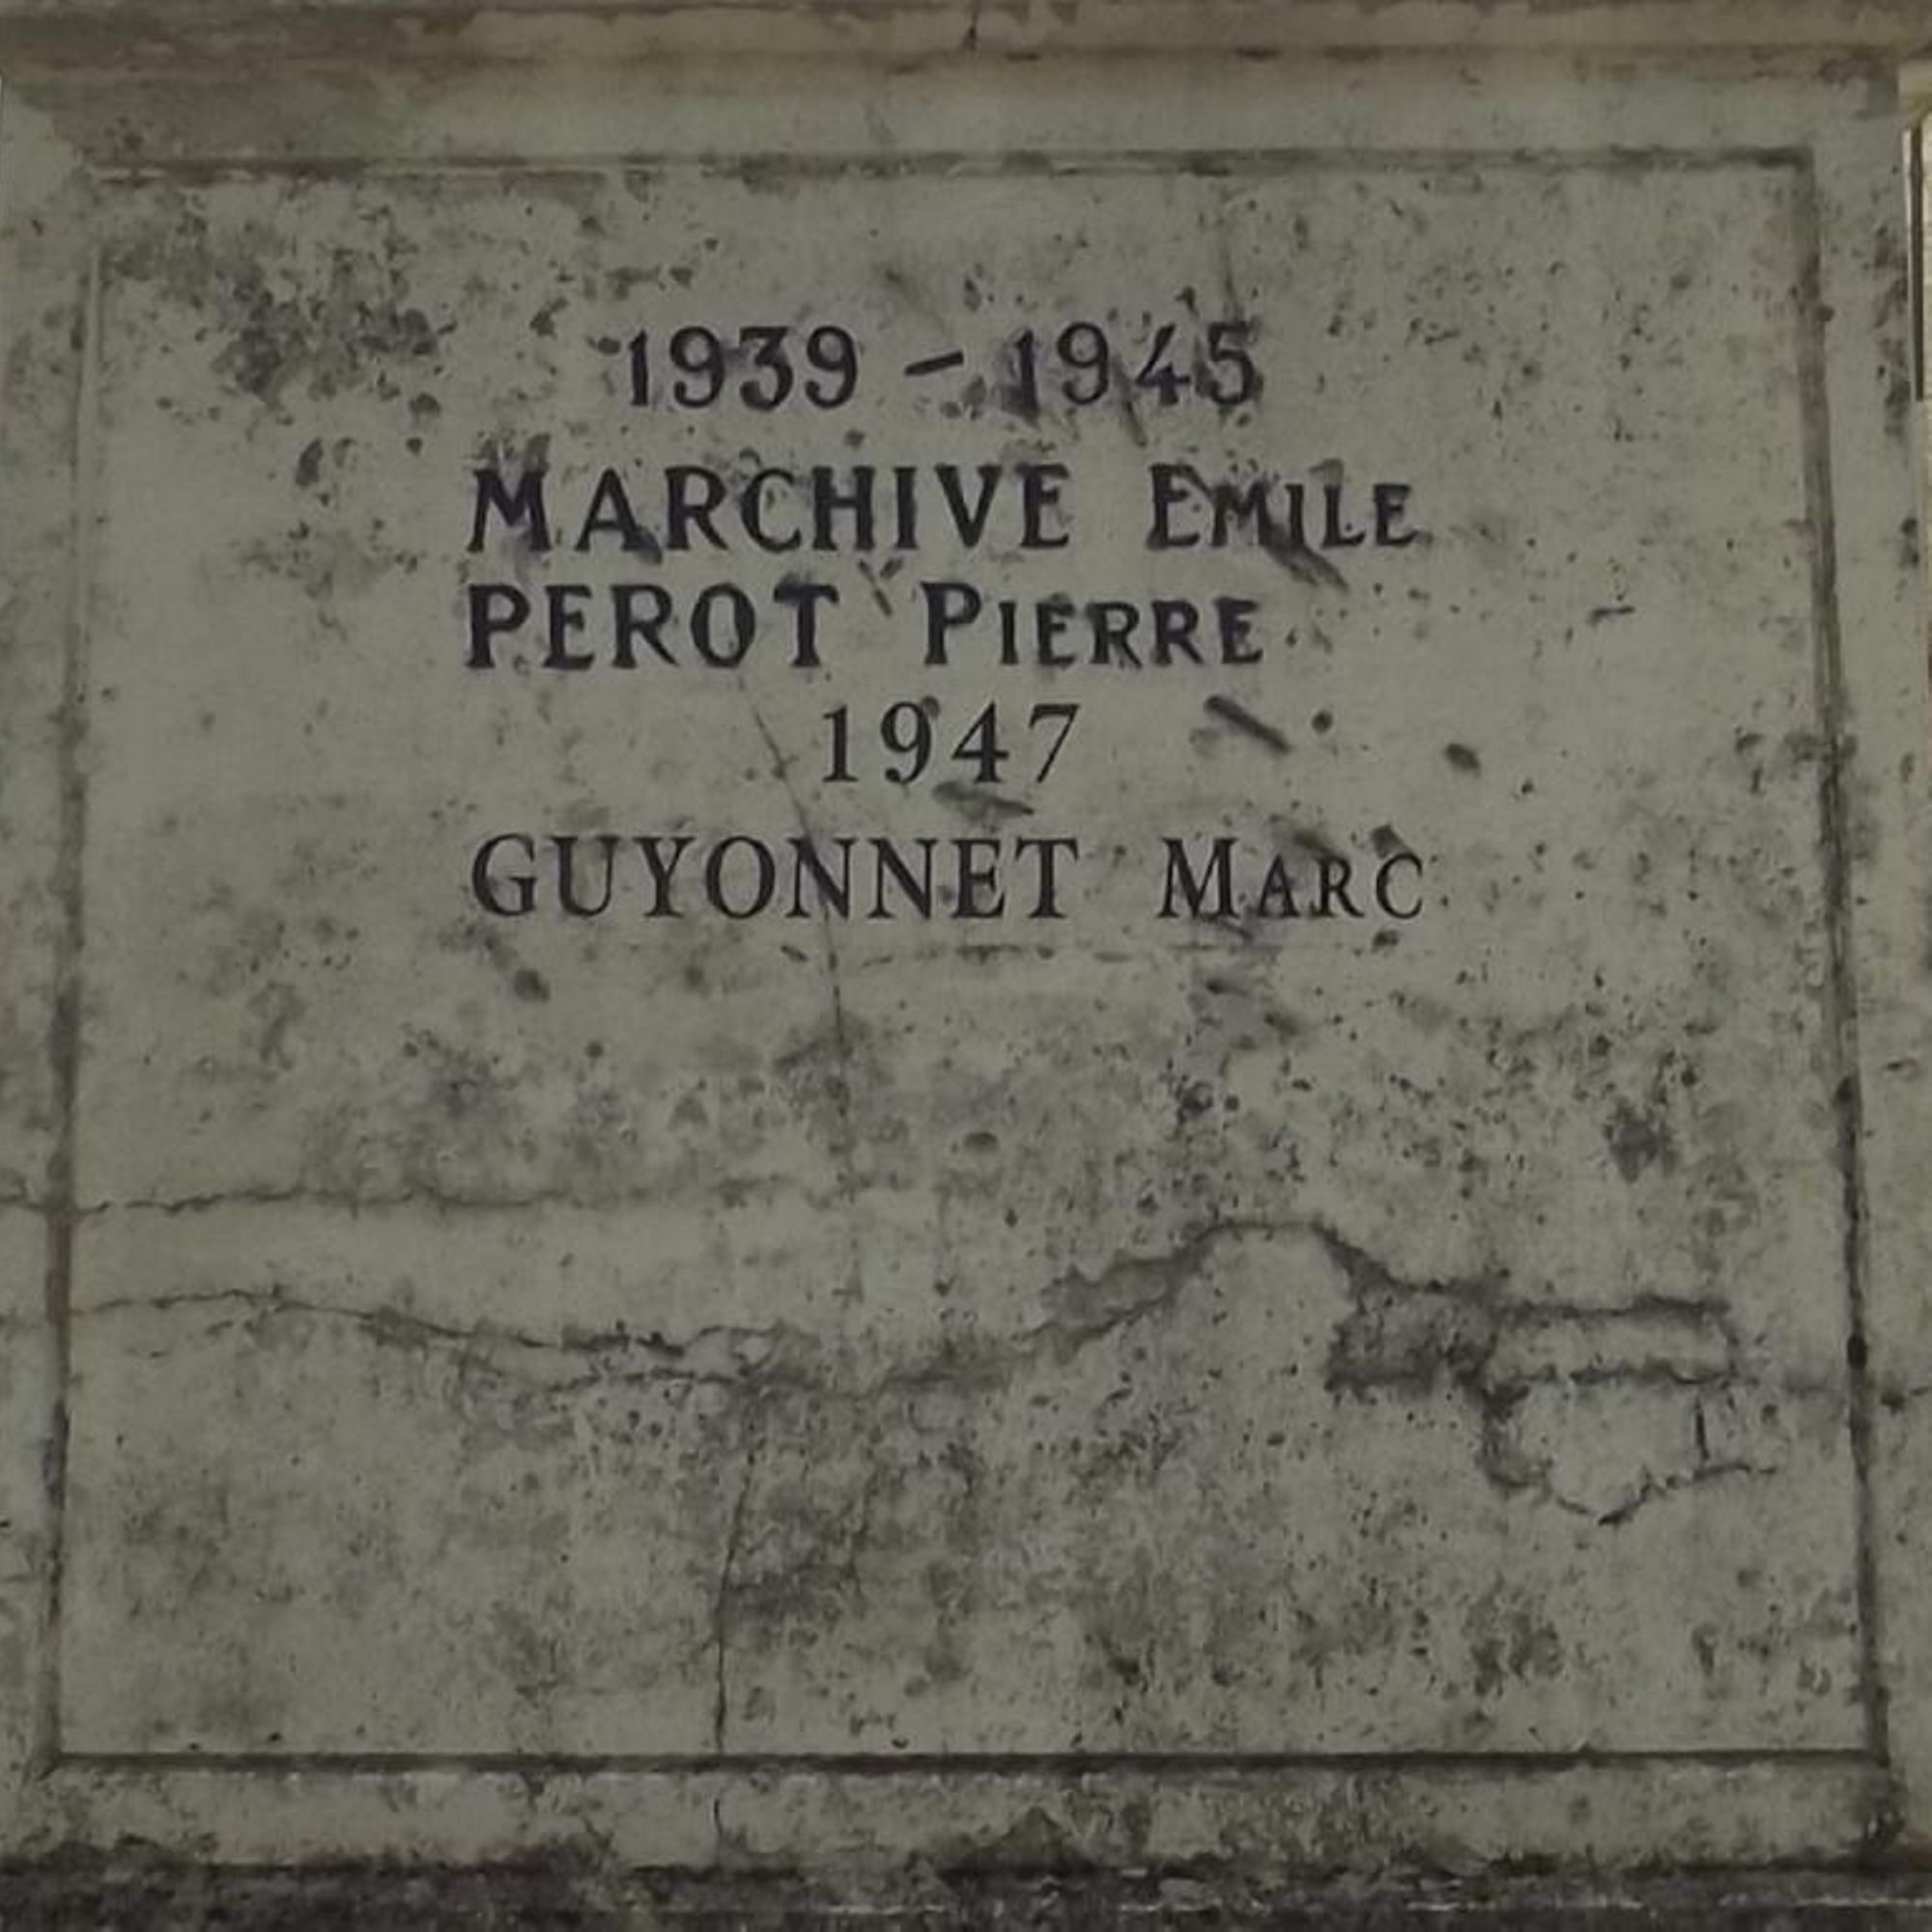 1939 - 1945
MARCHIVE EMILE
PEROT PIERRE
1947
GUYONNET MARC